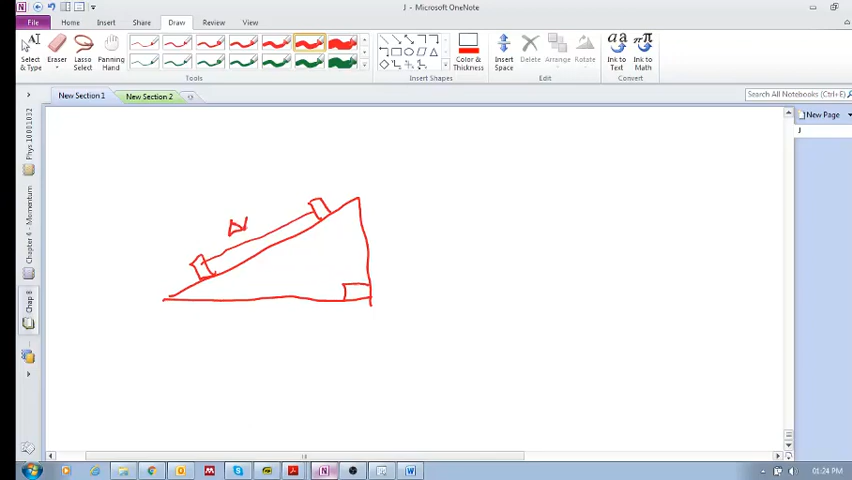 J - Microsoft OneNote
File Home Insert Share Draw Review View
Select & Type
Eraser
Lasso Select
Panning Hand
Color & Thickness
Insert Space
Delete
Arrange
Rotate
Ink to Text
Ink to Math
Tools Insert Shapes Edit Convert
New Section 1 New Section 2
Search All Notebooks (Ctrl+E)
New Page
J
Phys 10011032
Chapter 4 - Momentum
Chap 8
01:24 PM